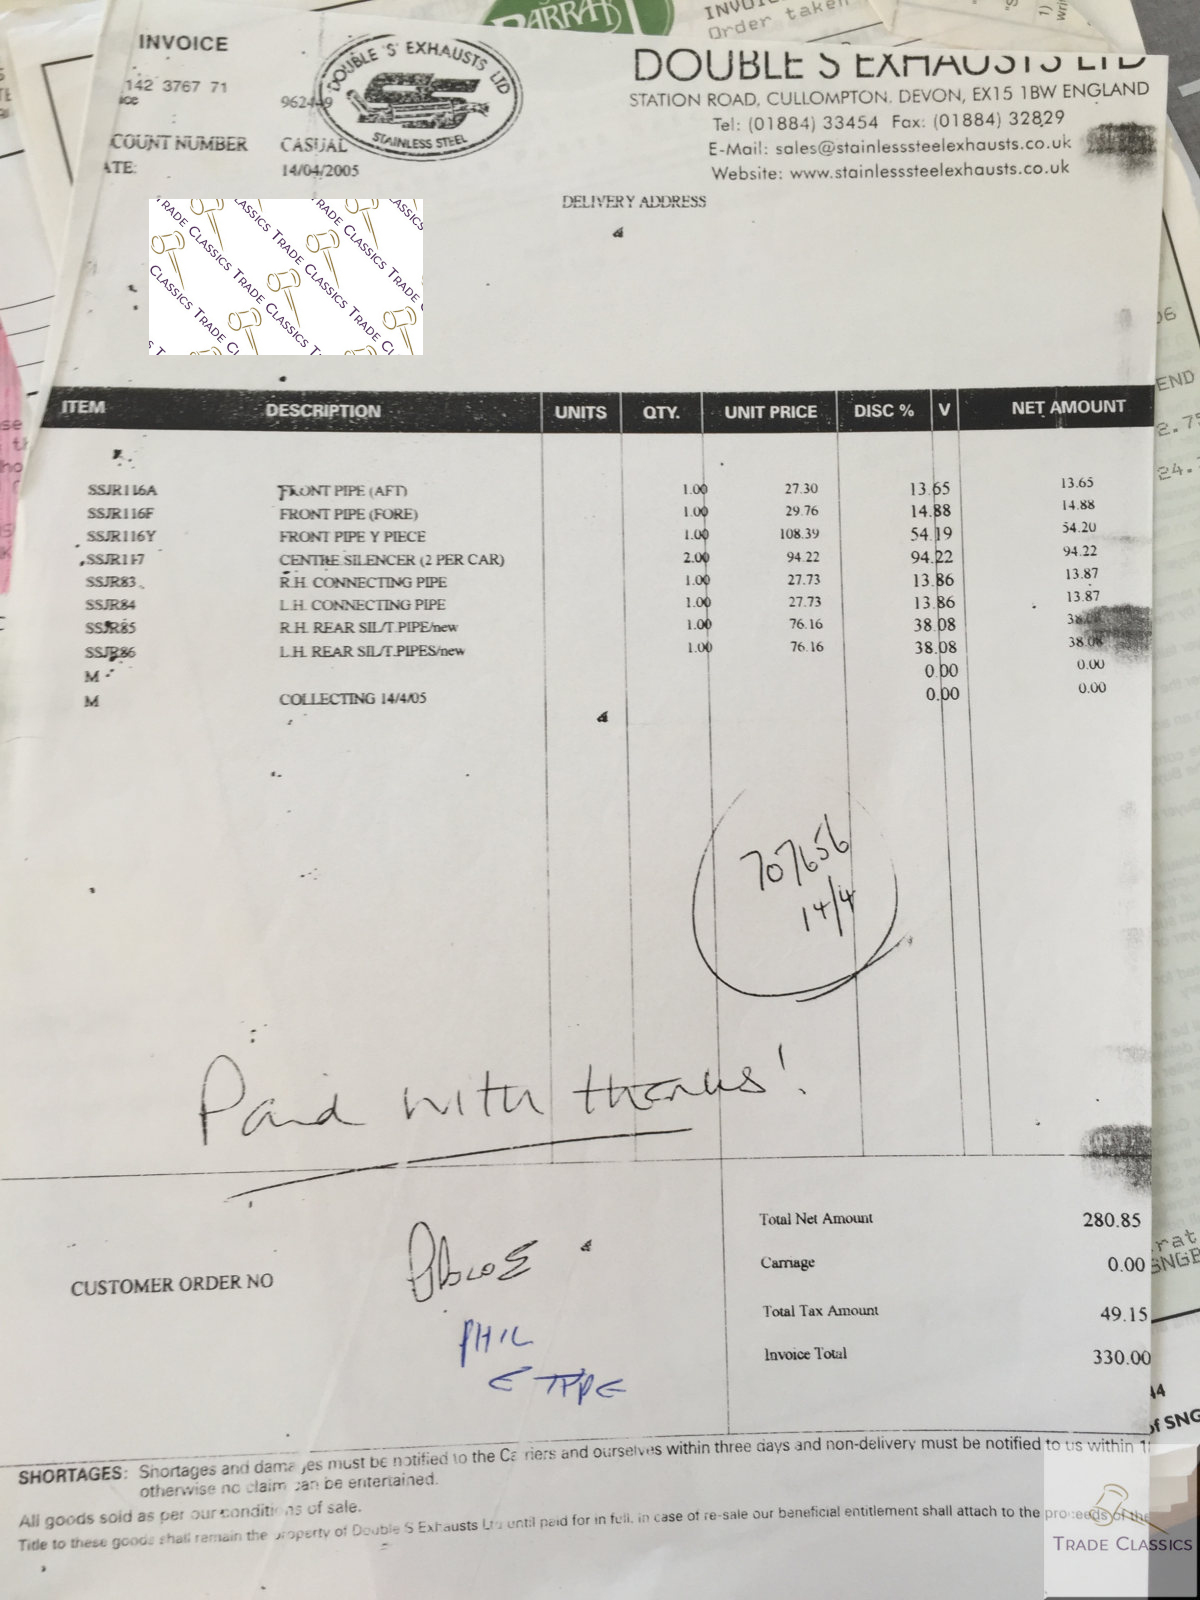 INVOICE
142 3767 71
DOUBLE 'S' EXHAUSTS LTD
STAINLESS STEEL
DOUBLE S EXHAUSTS LTD
STATION ROAD, CULLOMPTON. DEVON, EX15 1BW ENGLAND
Tel: (01884) 33454 Fax: (01884) 32829
E-Mail: sales@stainlesssteelexhausts.co.uk
Website: www.stainlesssteelexhausts.co.uk
COUNT NUMBER CASUAL
ATE: 14/04/2005
DELIVERY ADDRESS
ITEM DESCRIPTION UNITS QTY. UNIT PRICE DISC % V NET AMOUNT
SSJR116A FRONT PIPE (AFT) 1.00 27.30 13.65 13.65
SSJR116F FRONT PIPE (FORE) 1.00 29.76 14.88 14.88
SSJR116Y FRONT PIPE Y PIECE 1.00 108.39 54.19 54.20
SSJR117 CENTRE SILENCER (2 PER CAR) 2.00 94.22 94.22 94.22
SSJR83 R.H. CONNECTING PIPE 1.00 27.73 13.86 13.87
SSJR84 L.H. CONNECTING PIPE 1.00 27.73 13.86 13.87
SSJR85 R.H. REAR SIL/T.PIPE/new 1.00 76.16 38.08 38.08
SSJR86 L.H. REAR SIL/T.PIPES/new 1.00 76.16 38.08 38.08
M 0.00 0.00
M COLLECTING 14/4/05 0.00 0.00
707656
14/4
Paid with thanks!
CUSTOMER ORDER NO
PHIL
Total Net Amount 280.85
Carriage 0.00
Total Tax Amount 49.15
Invoice Total 330.00
SHORTAGES: Shortages and damages must be notified to the Carriers and ourselves within three days and non-delivery must be notified to us within
otherwise no claim can be entertained.
All goods sold as per our conditions of sale.
Title to these goods shall remain the property of Double S Exhausts Ltd until paid for in full. in case of re-sale our beneficial entitlement shall attach to the proceeds of the
TRADE CLASSICS